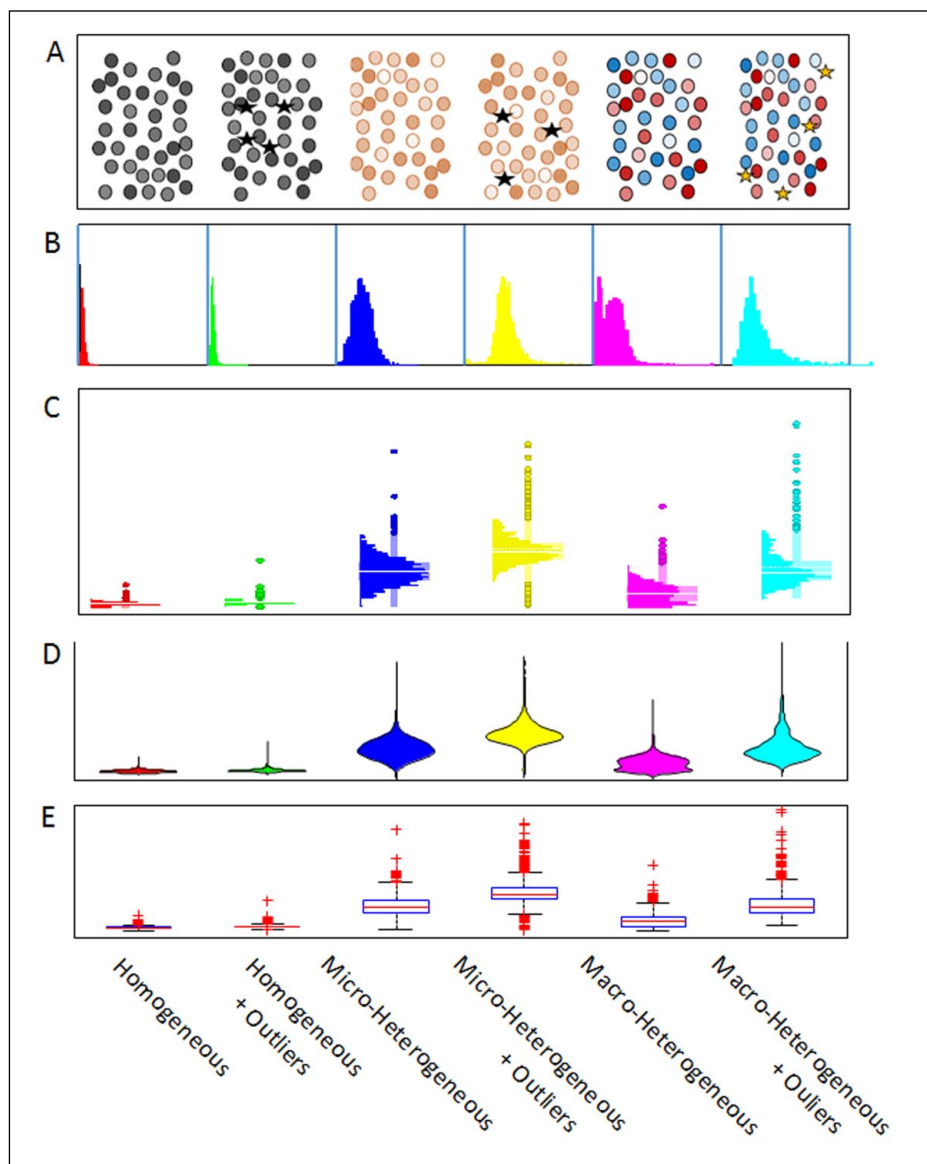 A
B
C
D
E
Homogeneous
Homogeneous
+ Outliers
Micro-Heterogeneous
Micro-Heterogeneous
+ Outliers
Macro-Heterogeneous
Macro-Heterogeneous
+ Ouliers